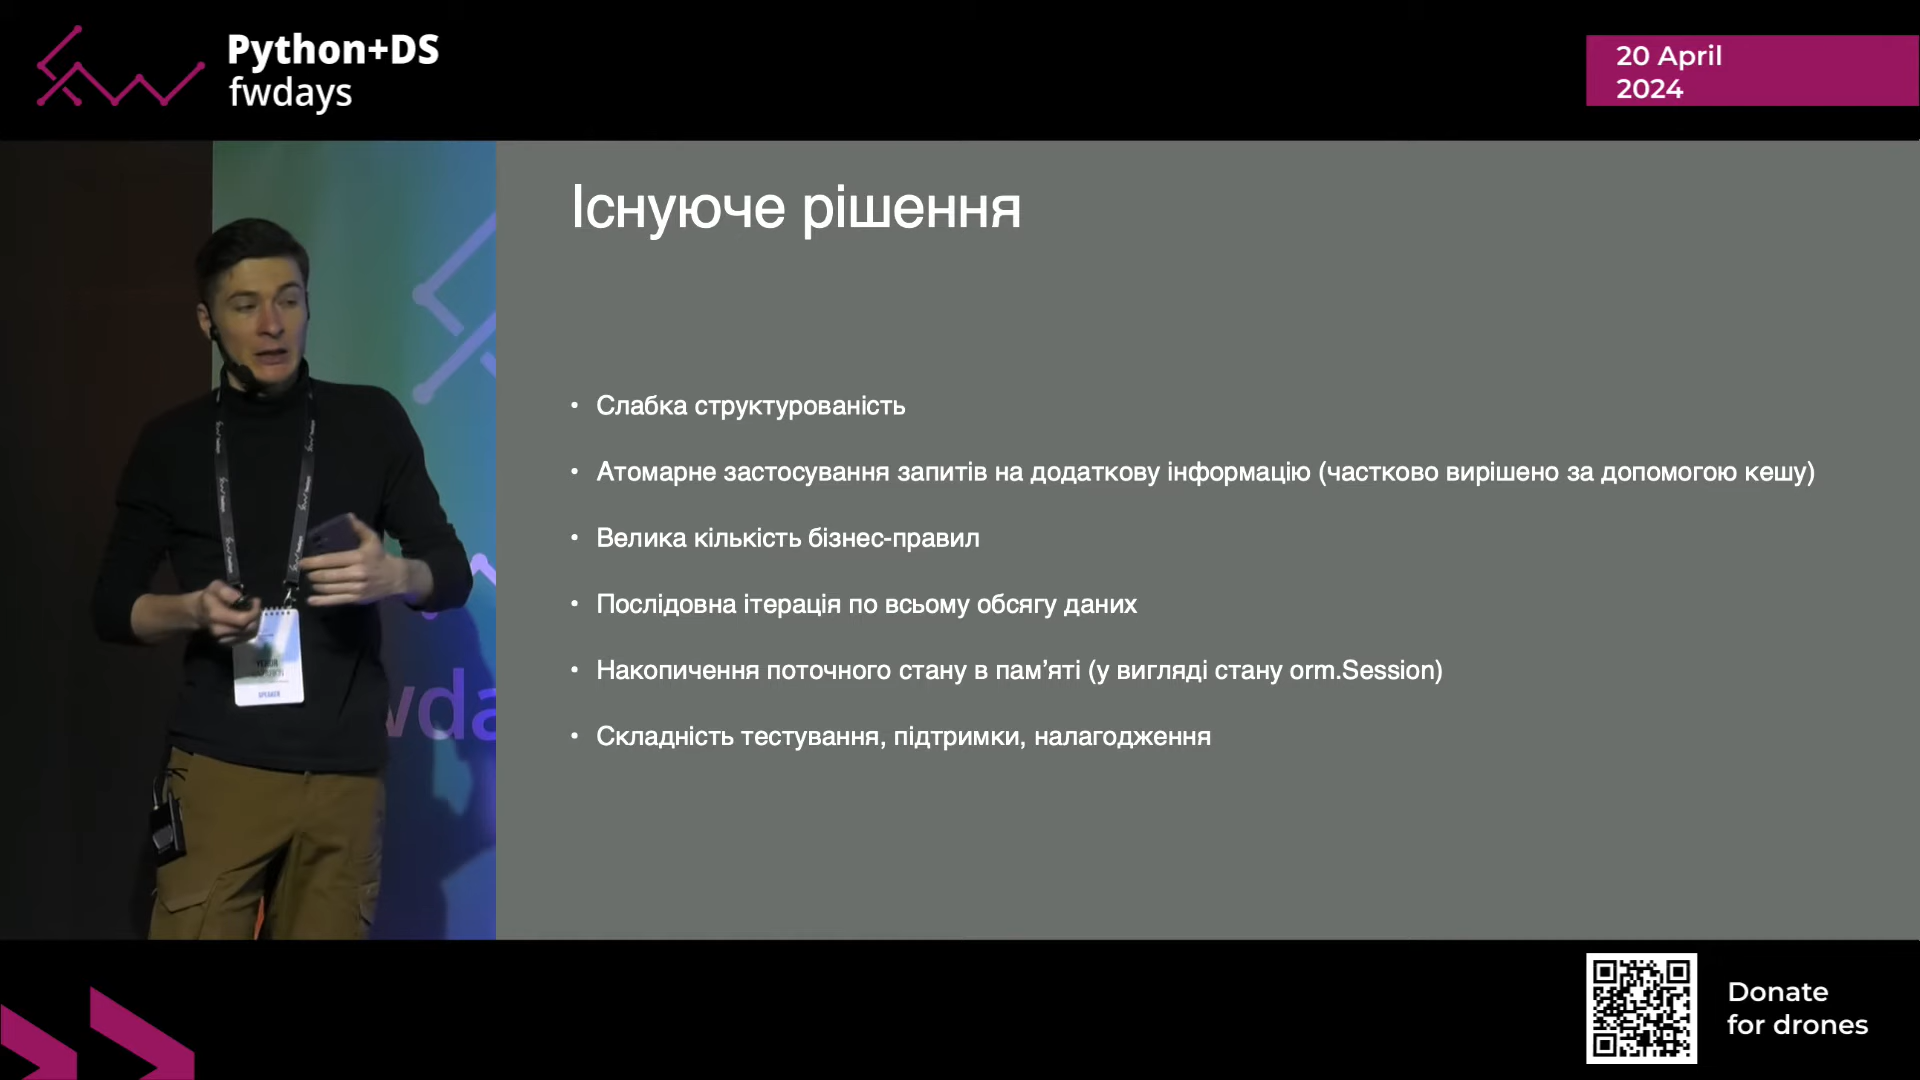 Python+DS
fwdays
20 April
2024
Існуюче рішення
• Слабка структурованість
• Атомарне застосування запитів на додаткову інформацію (частково вирішено за допомогою кешу)
• Велика кількість бізнес-правил
• Послідовна ітерація по всьому обсягу даних
• Накопичення поточного стану в пам’яті (у вигляді стану orm.Session)
• Складність тестування, підтримки, налагодження
SPEAKER
Donate
for drones